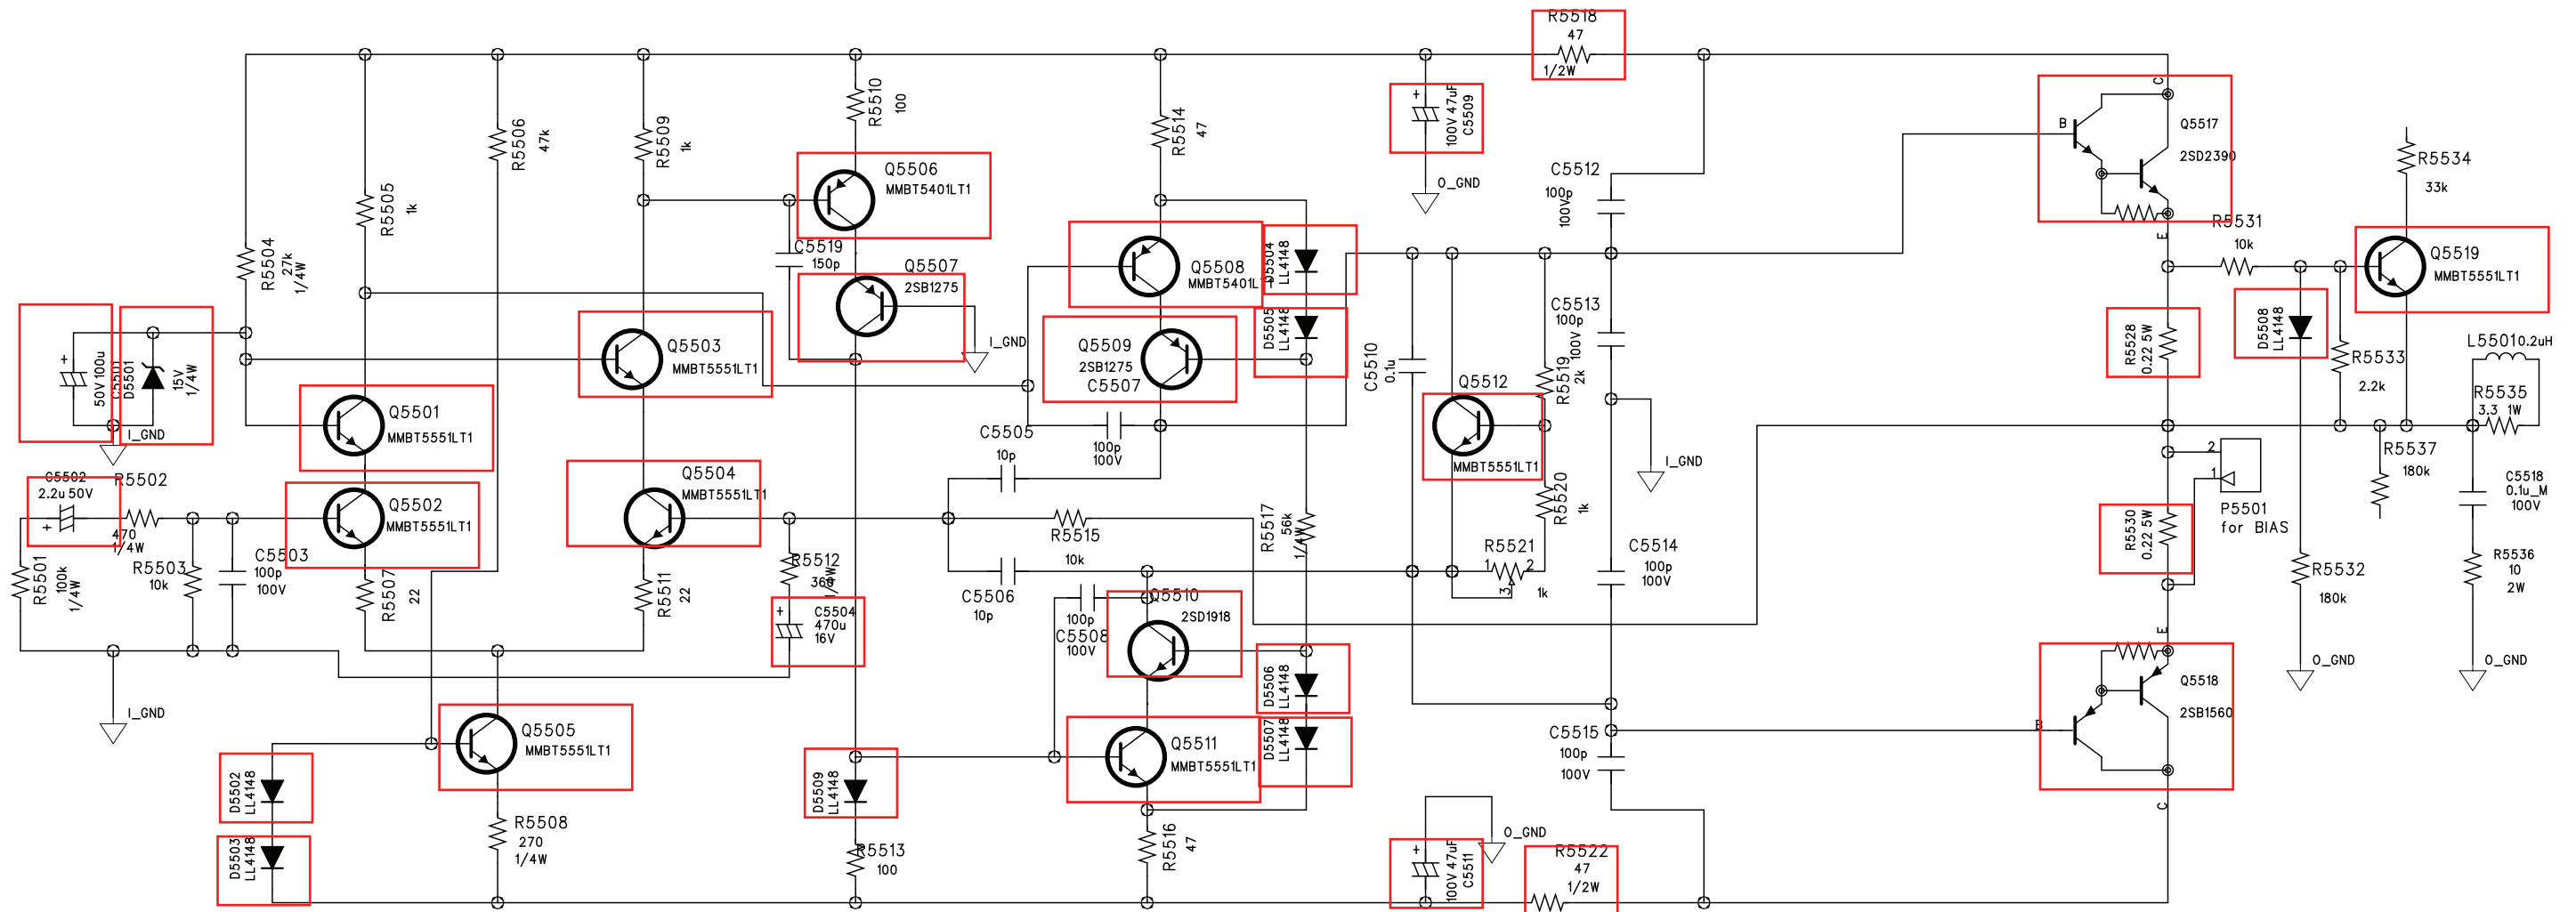 R5518
47
1/2W
R5510
100
R5506
47k
R5509
1k
R5514
47
+
100V 47uF
C5509
O_GND
C5512
100p
100V
C
B
Q5517
2SD2390
E
R5534
33k
R5505
1k
Q5506
MMBT5401LT1
C5519
150p
Q5507
2SB1275
I_GND
R5504
27k
1/4W
Q5508
MMBT5401L
D5504
LL4148
D5505
LL4148
Q5509
2SB1275
C5507
100p
100V
C5513
100p
100V
R5531
10k
Q5519
MMBT5551LT1
D5508
LL4148
R5528
0.22 5W
R5533
2.2k
L5501 0.2uH
R5535
3.3 1W
+
50V 100u
C5501
D5501
15V
1/4W
I_GND
Q5503
MMBT5551LT1
Q5501
MMBT5551LT1
C5510
0.1u
R5519
2k
Q5512
MMBT5551LT1
R5520
1k
I_GND
C5505
10p
C5502
2.2u 50V
+
R5502
470
1/4W
Q5502
MMBT5551LT1
Q5504
MMBT5551LT1
R5515
10k
R5517
56k
1/4W
R5530
0.22 5W
2
1
P5501
for BIAS
R5537
180k
C5518
0.1u_M
100V
R5501
100k
1/4W
R5503
10k
C5503
100p
100V
R5507
22
R5511
22
R5512
360
1/4W
+
C5504
470u
16V
C5506
10p
C5508
100p
100V
Q5510
2SD1918
R5521
1
2
3
1k
C5514
100p
100V
R5532
180k
R5536
10
2W
O_GND
O_GND
I_GND
Q5505
MMBT5551LT1
D5506
LL4148
D5507
LL4148
Q5511
MMBT5551LT1
E
B
Q5518
2SB1560
C
C5515
100p
100V
D5502
LL4148
D5503
LL4148
R5508
270
1/4W
D5509
LL4148
R5513
100
R5516
47
+
100V 47uF
C5511
O_GND
R5522
47
1/2W